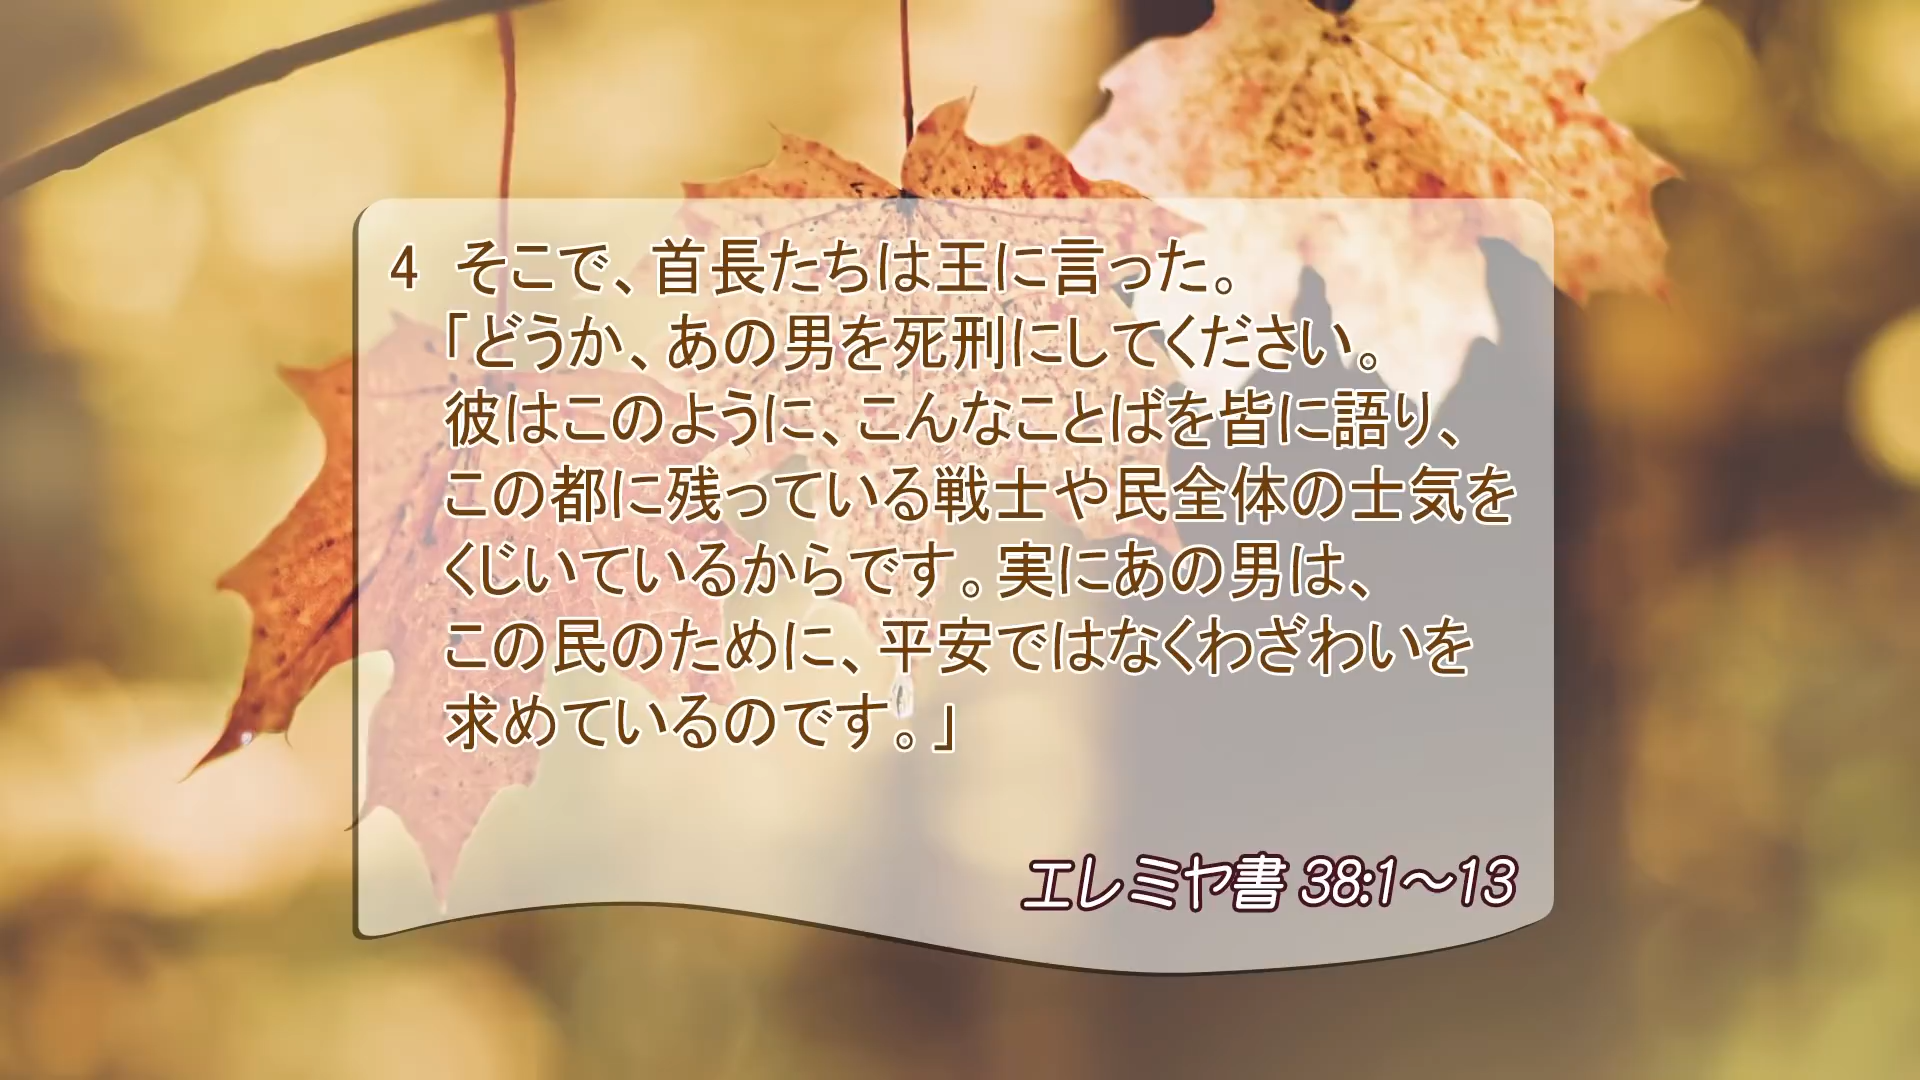 4 そこで、首長たちは王に言った。
「どうか、あの男を死刑にしてください。
彼はこのように、こんなことばを皆に語り、
この都に残っている戦士や民全体の士気を
くじいているからです。実にあの男は、
この民のために、平安ではなくわざわいを
求めているのです。」
エレミヤ書 38:1～13